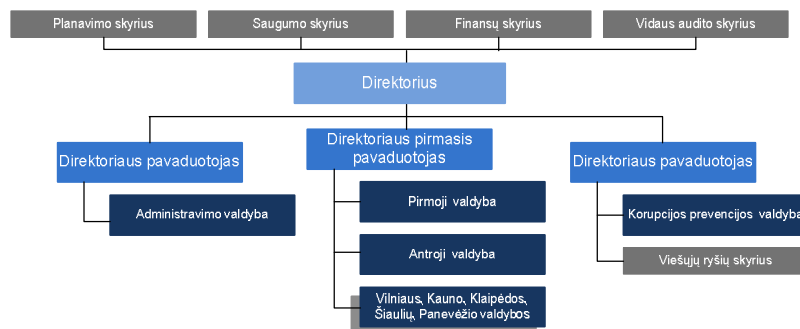 Planavimo skyrius
Saugumo skyrius
Finansų skyrius
Vidaus audito skyrius
Direktorius
Direktoriaus pavaduotojas
Direktoriaus pirmasis
pavaduotojas
Direktoriaus pavaduotojas
Administravimo valdyba
Pirmoji valdyba
Korupcijos prevencijos valdyba
Antroji valdyba
Viešųjų ryšių skyrius
Vilniaus, Kauno, Klaipėdos,
Šiaulių, Panevėžio valdybos